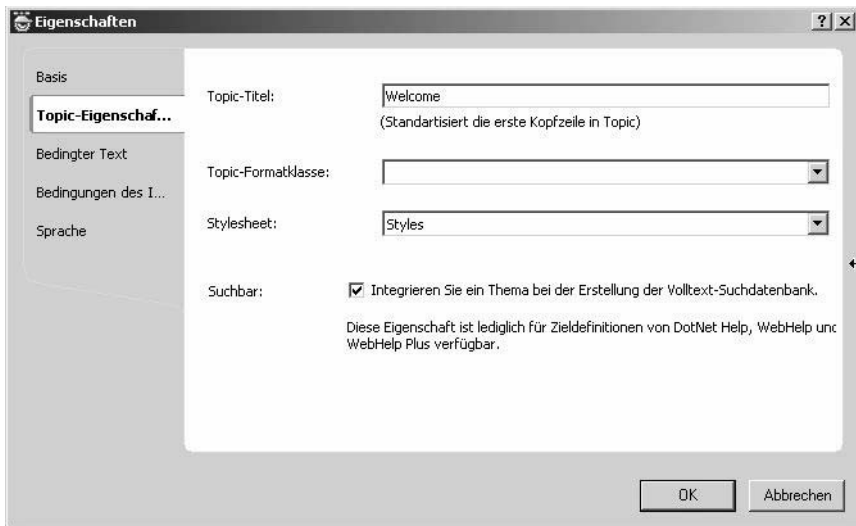 Eigenschaften
Basis
Topic-Eigenschaf...
Bedingter Text
Bedingungen des I...
Sprache
Topic-Titel:
Welcome
(Standartisiert die erste Kopfzeile in Topic)
Topic-Formatklasse:
Stylesheet:
Styles
Suchbar:
Integrieren Sie ein Thema bei der Erstellung der Volltext-Suchdatenbank.
Diese Eigenschaft ist lediglich für Zieldefinitionen von DotNet Help, WebHelp und
WebHelp Plus verfügbar.
OK
Abbrechen